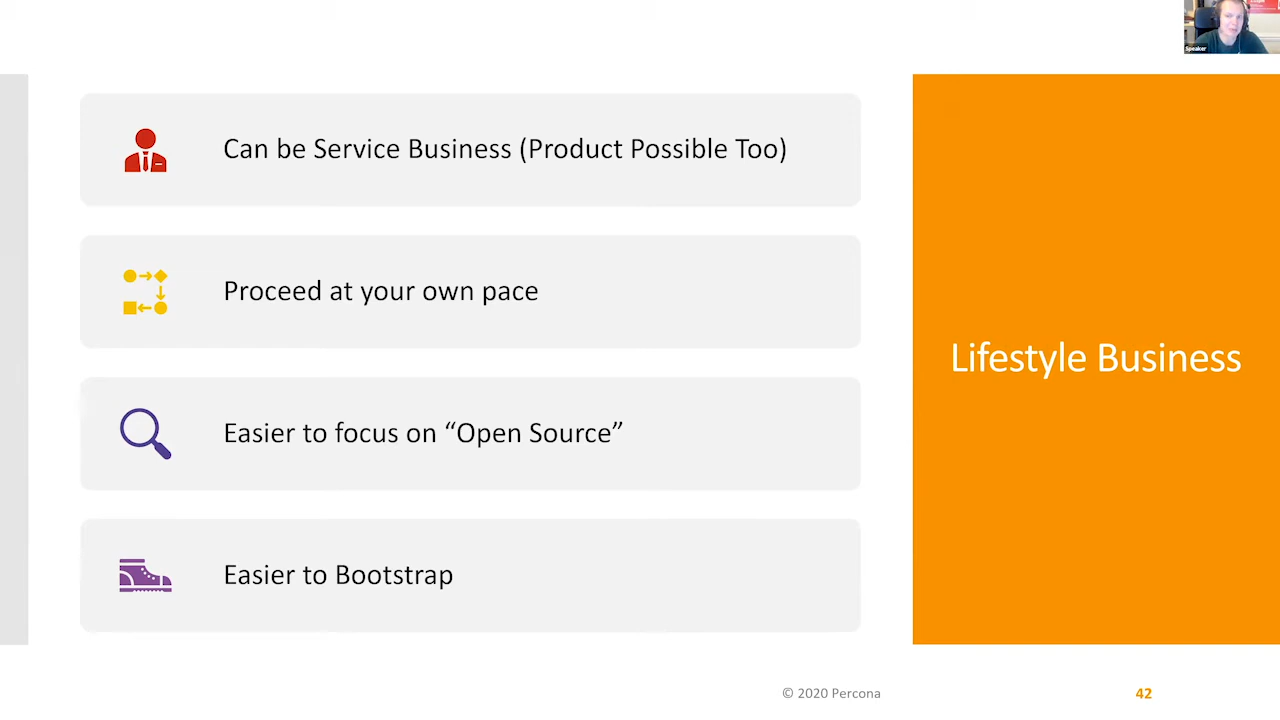 Speaker
Can be Service Business (Product Possible Too)
Proceed at your own pace
Easier to focus on “Open Source”
Easier to Bootstrap
Lifestyle Business
© 2020 Percona
42